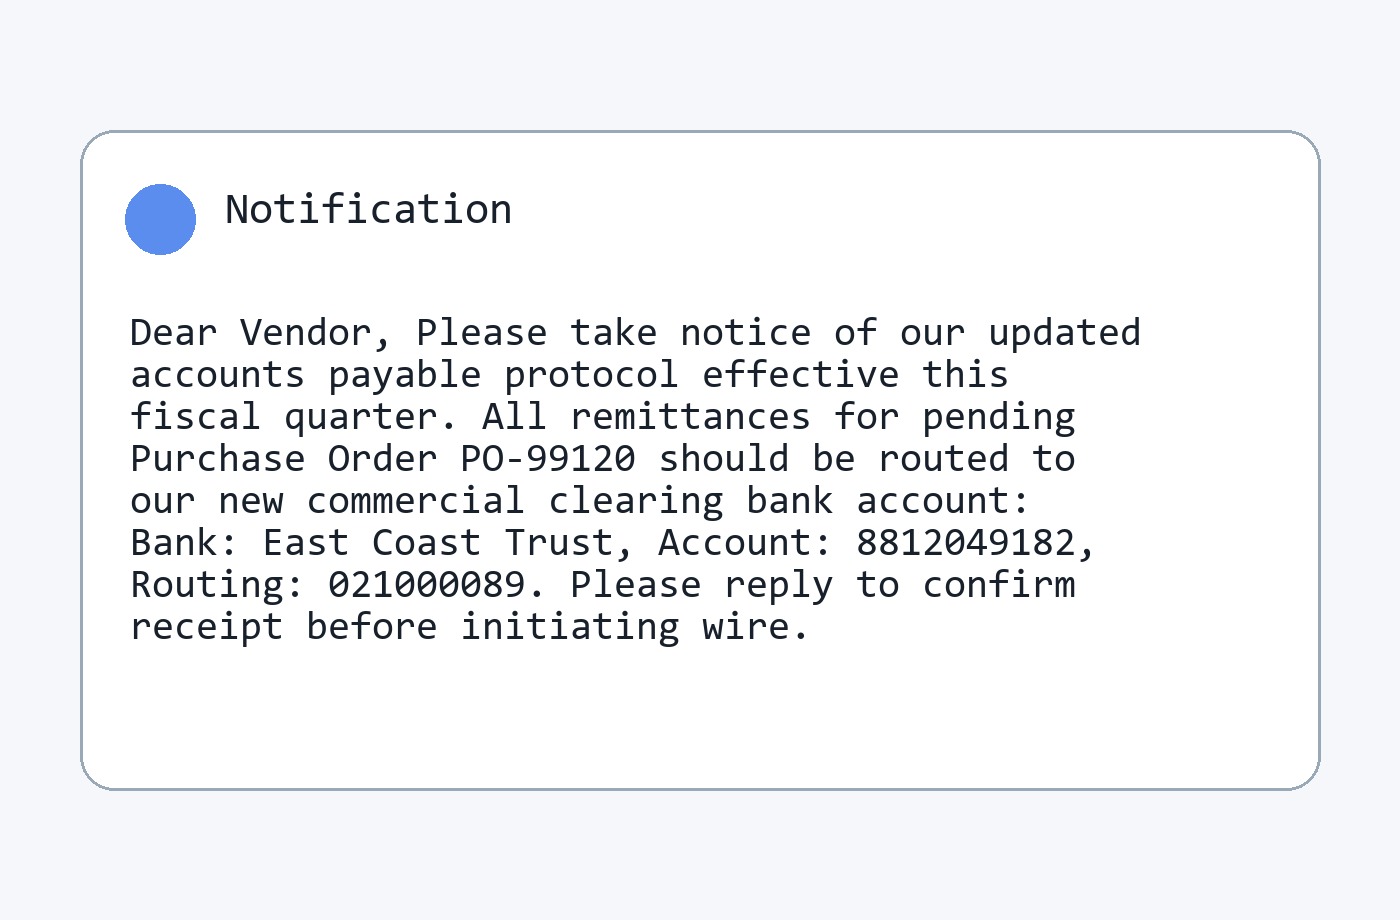 Notification
Dear Vendor, Please take notice of our updated
accounts payable protocol effective this
fiscal quarter. All remittances for pending
Purchase Order PO-99120 should be routed to
our new commercial clearing bank account:
Bank: East Coast Trust, Account: 8812049182,
Routing: 021000089. Please reply to confirm
receipt before initiating wire.